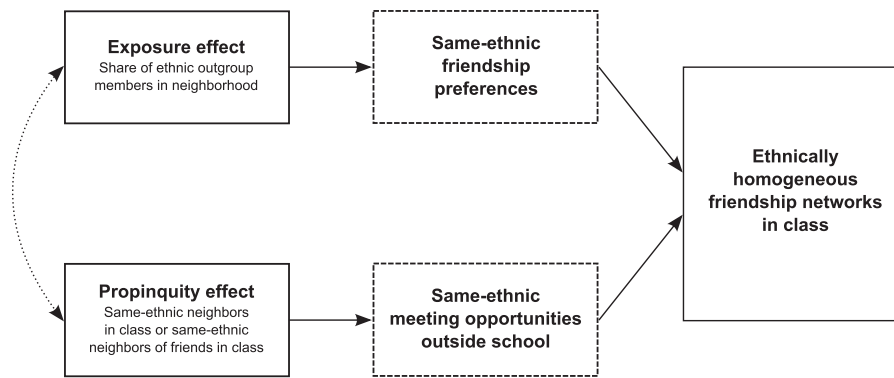 Exposure effect
Share of ethnic outgroup
members in neighborhood
Same-ethnic
friendship
preferences
Ethnically
homogeneous
friendship networks
in class
Propinquity effect
Same-ethnic neighbors
in class or same-ethnic
neighbors of friends in class
Same-ethnic
meeting opportunities
outside school